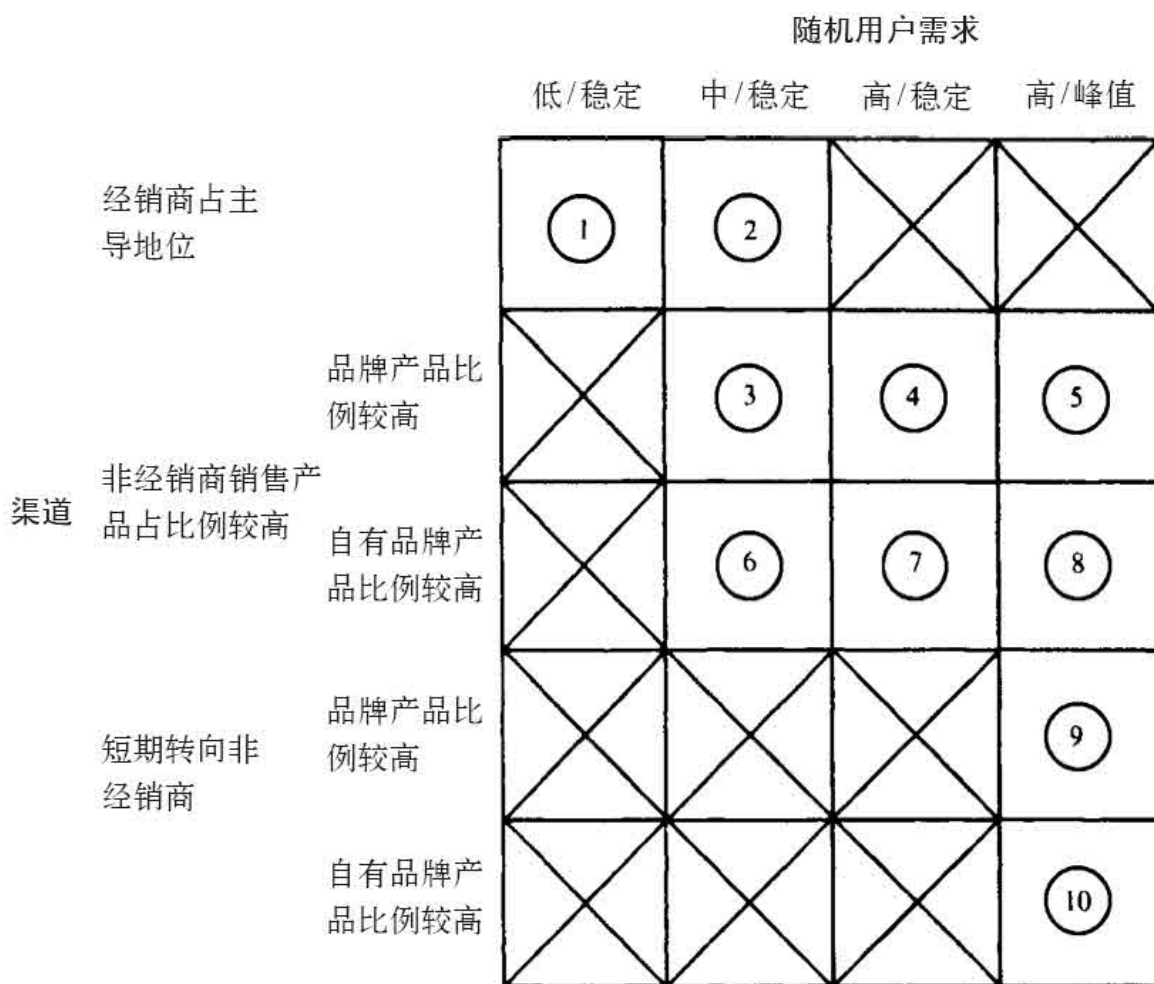 随机用户需求
低/稳定 中/稳定 高/稳定 高/峰值
经销商占主
导地位
1 2
品牌产品比
例较高
3 4 5
渠道
非经销商销售产
品占比例较高
自有品牌产
品比例较高
6 7 8
品牌产品比
例较高
9
短期转向非
经销商
自有品牌产
品比例较高
10